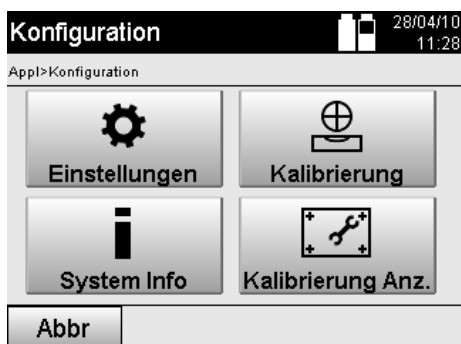 Konfiguration
28/04/10
11:28
Appl>Konfiguration
Einstellungen
Kalibrierung
System Info
Kalibrierung Anz.
Abbr